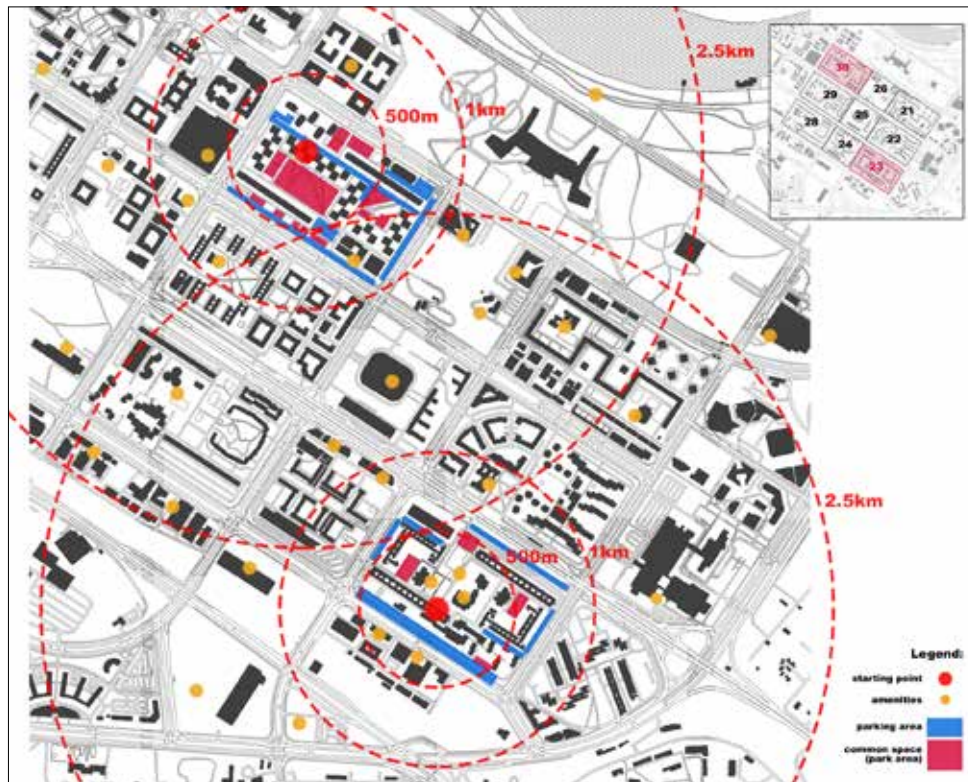 2.5km
1km
500m
30
29
26
25
21
28
24
22
23
2.5km
1km
500m
Legend:
starting point
amenities
parking area
common space
(park area)